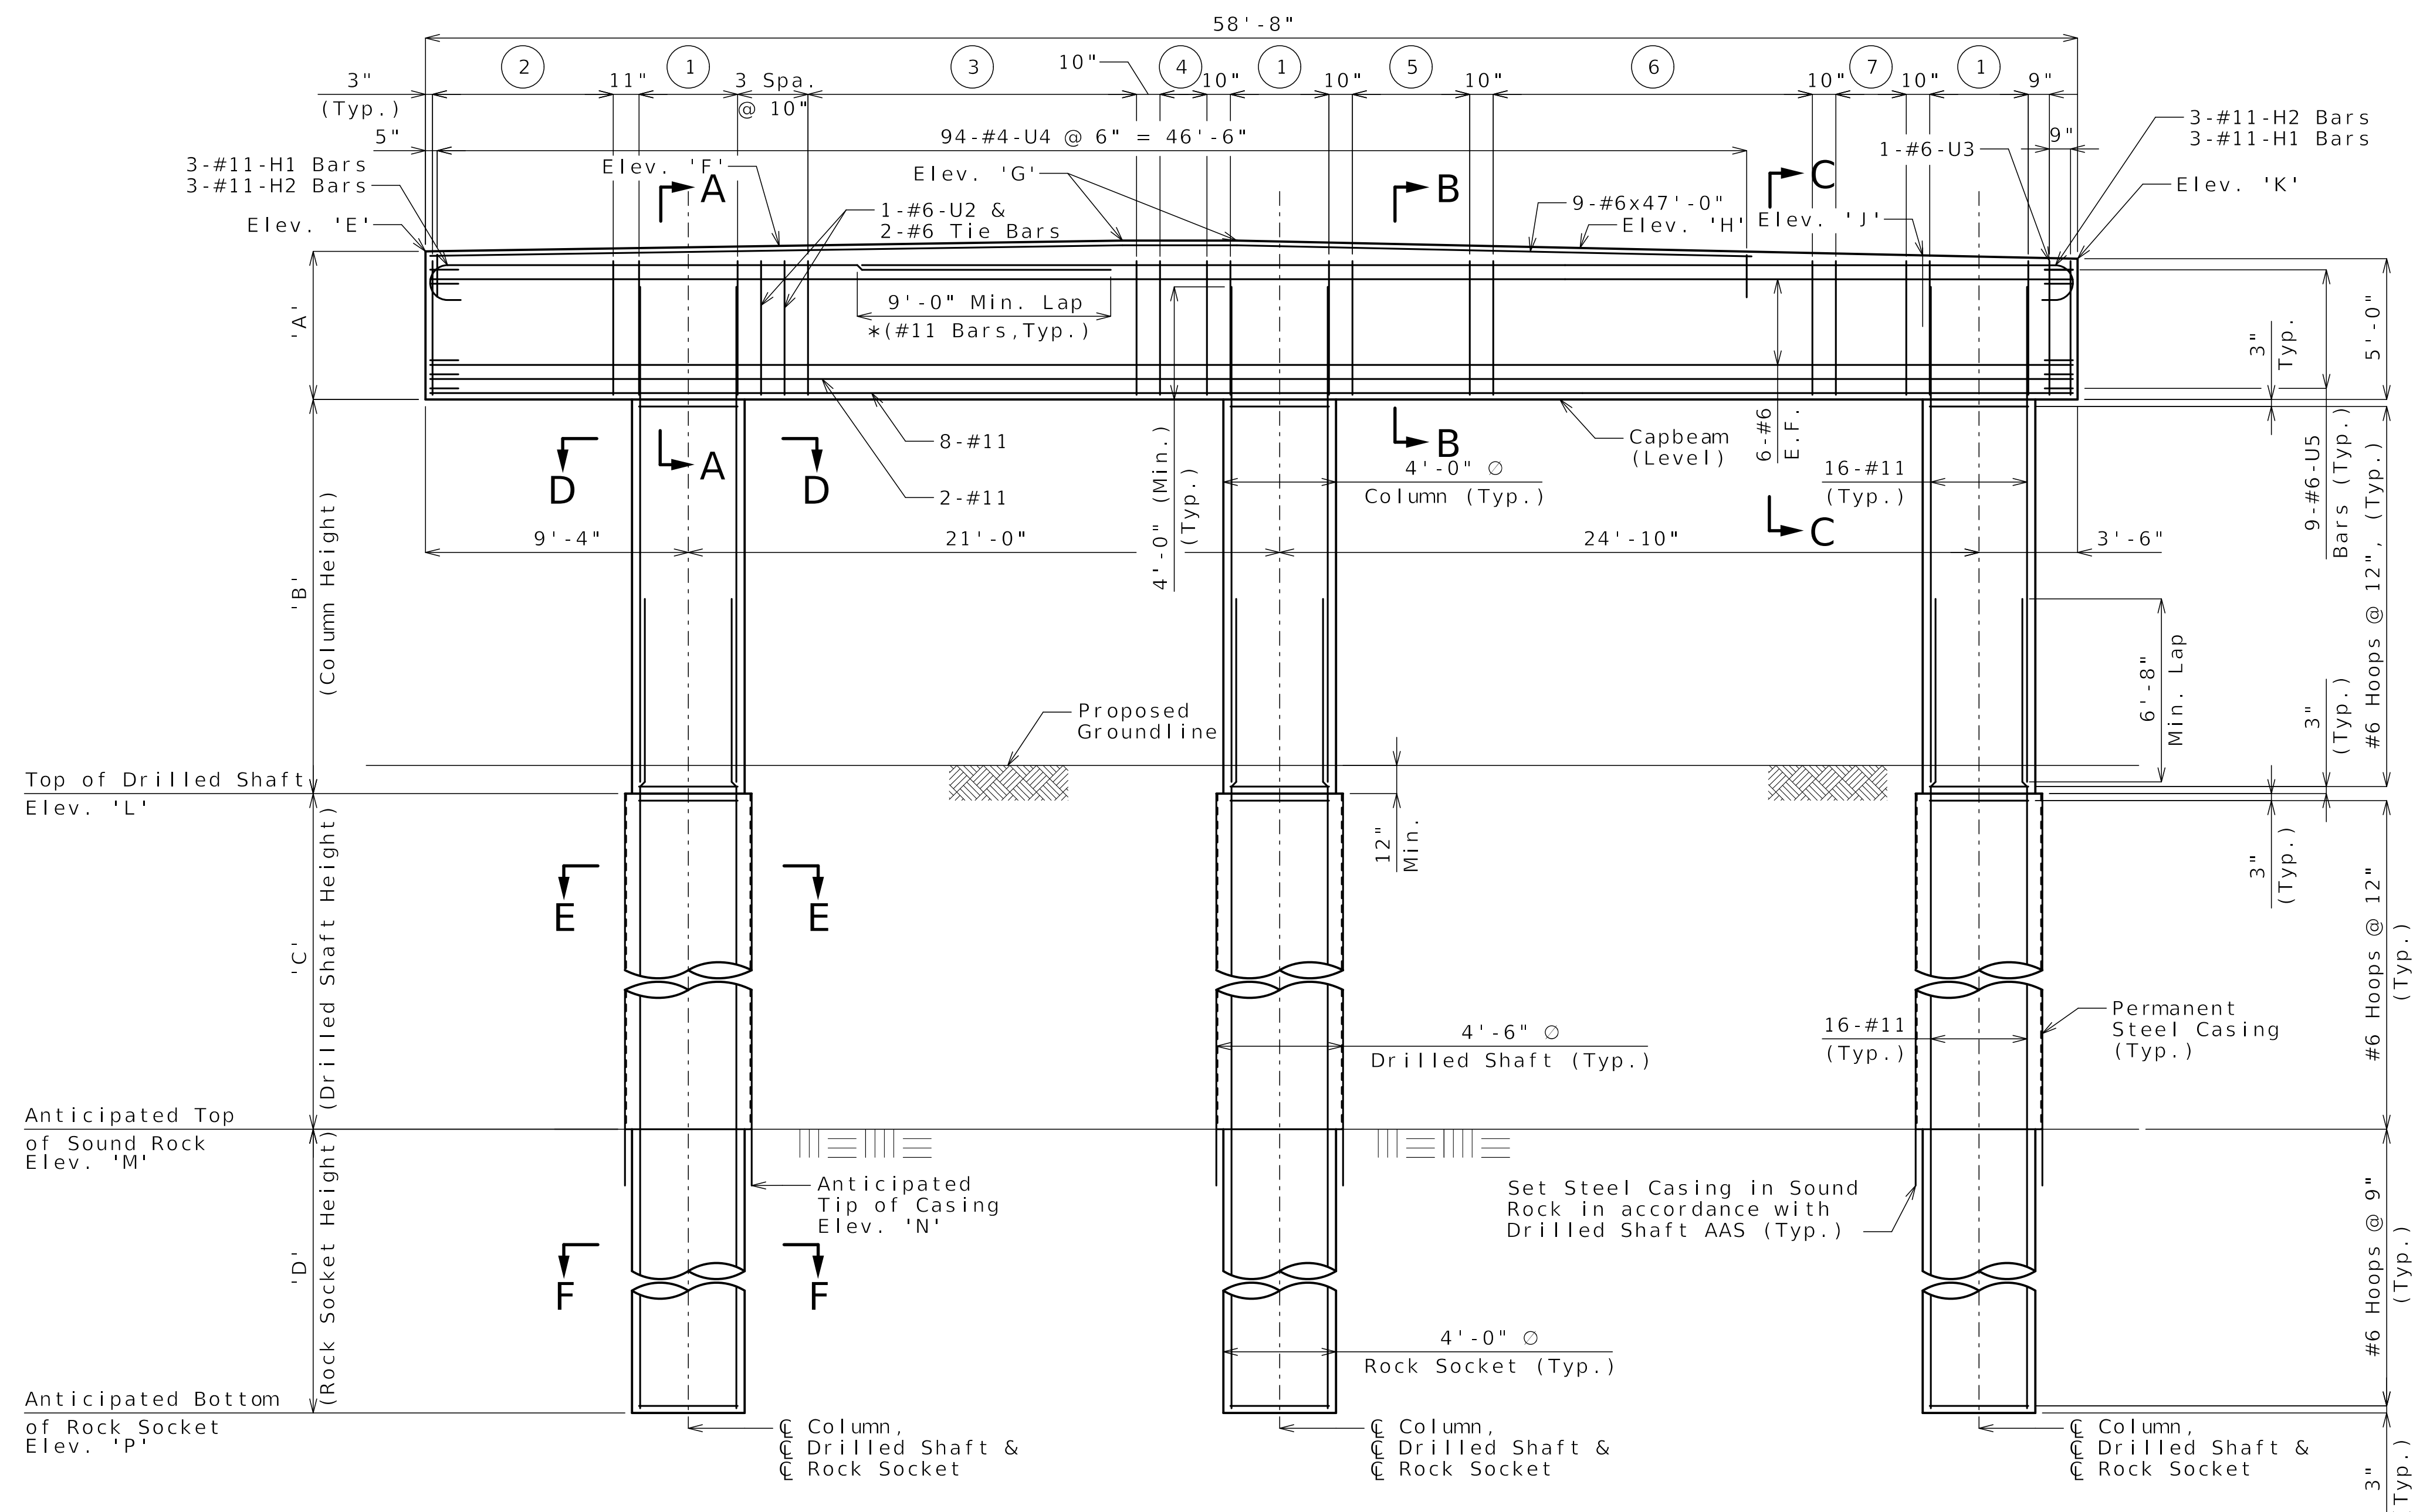 58'-8"
2
1
3
4
1
5
6
7
1
3"
(Typ.)
11"
3 Spa.
@ 10"
10"
10"
10"
10"
10"
10"
9"
5"
94-#4-U4 @ 6" = 46'-6"
9"
3-#11-H2 Bars
3-#11-H1 Bars
3-#11-H1 Bars
3-#11-H2 Bars
Elev. 'F'
Elev. 'G'
1-#6-U3
A
B
C
Elev. 'K'
Elev. 'E'
1-#6-U2 &
2-#6 Tie Bars
9-#6x47'-0"
Elev. 'H'
Elev. 'J'
'A'
9'-0" Min. Lap
*(#11 Bars,Typ.)
3"
Typ.
5'-0"
8-#11
2-#11
4'-0" (Min.)
(Typ.)
B
4'-0" ∅
Column (Typ.)
Capbeam
(Level)
6-#6
E.F.
16-#11
(Typ.)
9-#6-U5
Bars (Typ.)
#6 Hoops @ 12", (Typ.)
D
A
D
C
9'-4"
21'-0"
24'-10"
3'-6"
'B'
(Column Height)
6'-8"
Min. Lap
3"
(Typ.)
Proposed
Groundline
Top of Drilled Shaft
Elev. 'L'
12"
Min.
3"
(Typ.)
E
E
'C'
(Drilled Shaft Height)
#6 Hoops @ 12"
(Typ.)
4'-6" ∅
Drilled Shaft (Typ.)
16-#11
(Typ.)
Permanent
Steel Casing
(Typ.)
Anticipated Top
of Sound Rock
Elev. 'M'
Anticipated
Tip of Casing
Elev. 'N'
Set Steel Casing in Sound
Rock in accordance with
Drilled Shaft AAS (Typ.)
F
F
'D'
(Rock Socket Height)
#6 Hoops @ 9"
(Typ.)
4'-0" ∅
Rock Socket (Typ.)
Anticipated Bottom
of Rock Socket
Elev. 'P'
℄ Column,
℄ Drilled Shaft &
℄ Rock Socket
℄ Column,
℄ Drilled Shaft &
℄ Rock Socket
℄ Column,
℄ Drilled Shaft &
℄ Rock Socket
3"
Typ.)